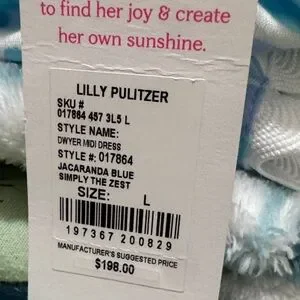 to find her joy & create
her own sunshine.
LILLY PULITZER
SKU #
017864 457 3L5 L
STYLE NAME:
DWYER MIDI DRESS
STYLE #: 017864
JACARANDA BLUE
SIMPLY THE ZEST
SIZE: L
197367 200829
MANUFACTURER'S SUGGESTED PRICE
$198.00